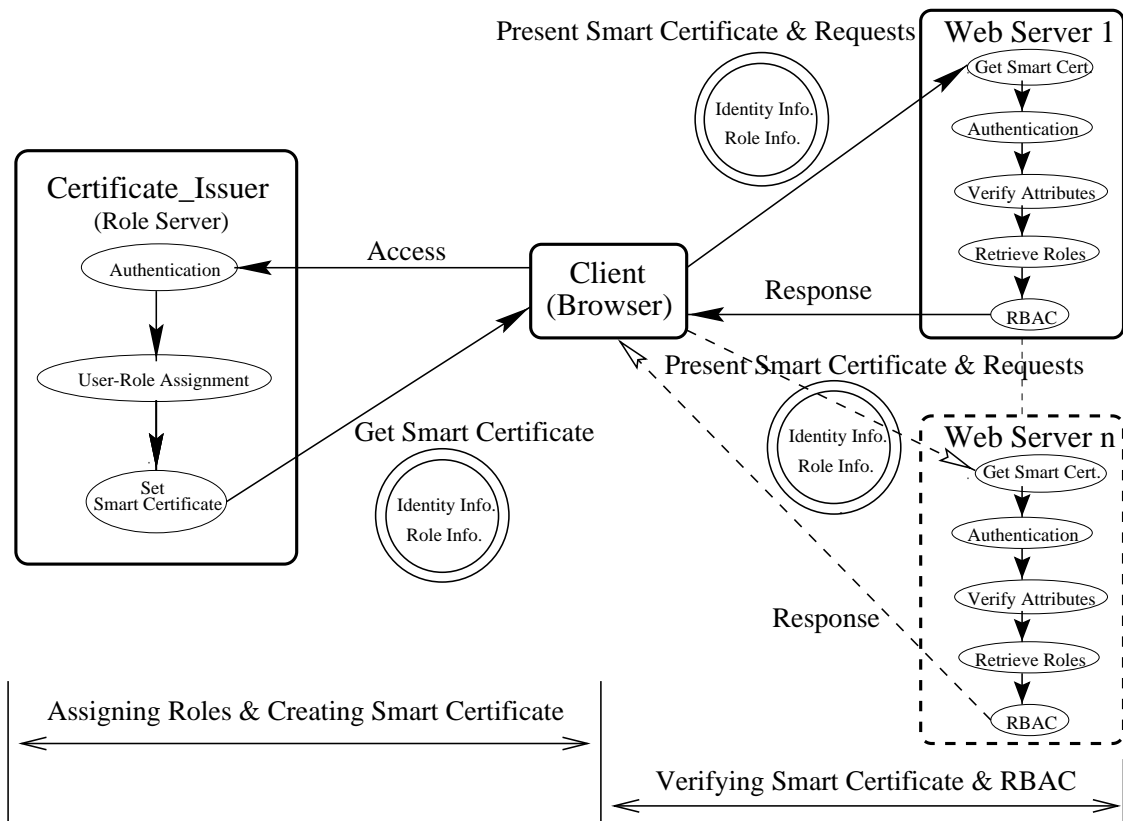 Present Smart Certificate & Requests
Identity Info.
Role Info.
Web Server 1
Get Smart Cert.
Authentication
Verify Attributes
Retrieve Roles
RBAC
Certificate_Issuer
(Role Server)
Authentication
User-Role Assignment
Set
Smart Certificate
Access
Client
(Browser)
Response
Get Smart Certificate
Identity Info.
Role Info.
Present Smart Certificate & Requests
Identity Info.
Role Info.
Response
Web Server n
Get Smart Cert.
Authentication
Verify Attributes
Retrieve Roles
RBAC
Assigning Roles & Creating Smart Certificate
Verifying Smart Certificate & RBAC